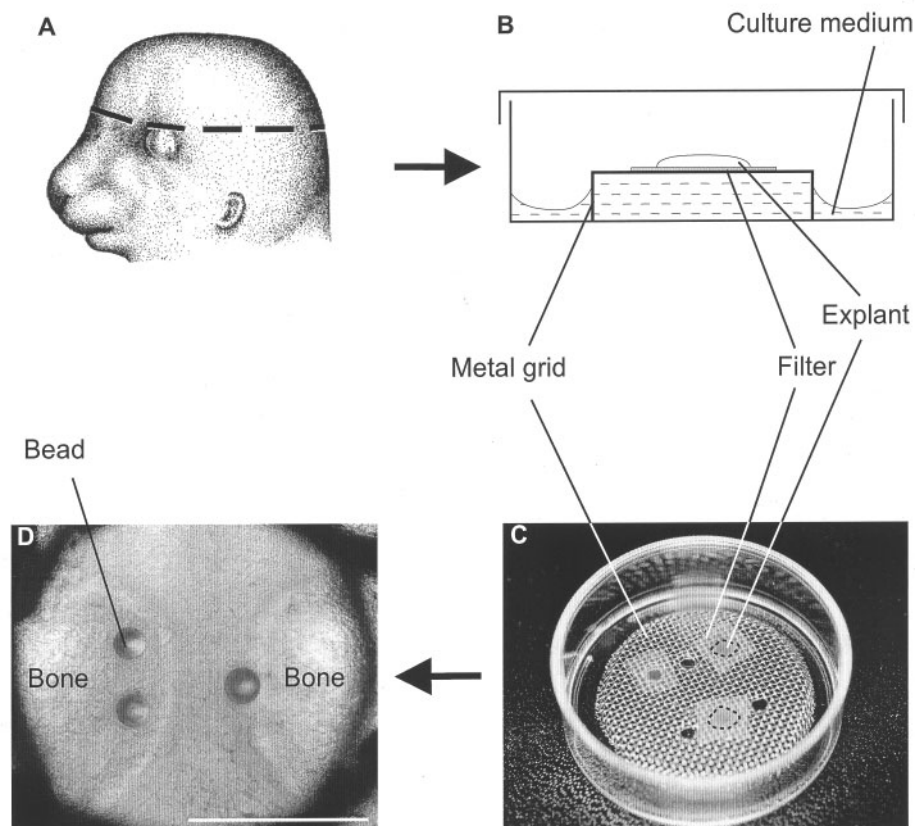 A
B
Culture medium
Explant
Metal grid
Filter
Bead
D
Bone
Bone
C